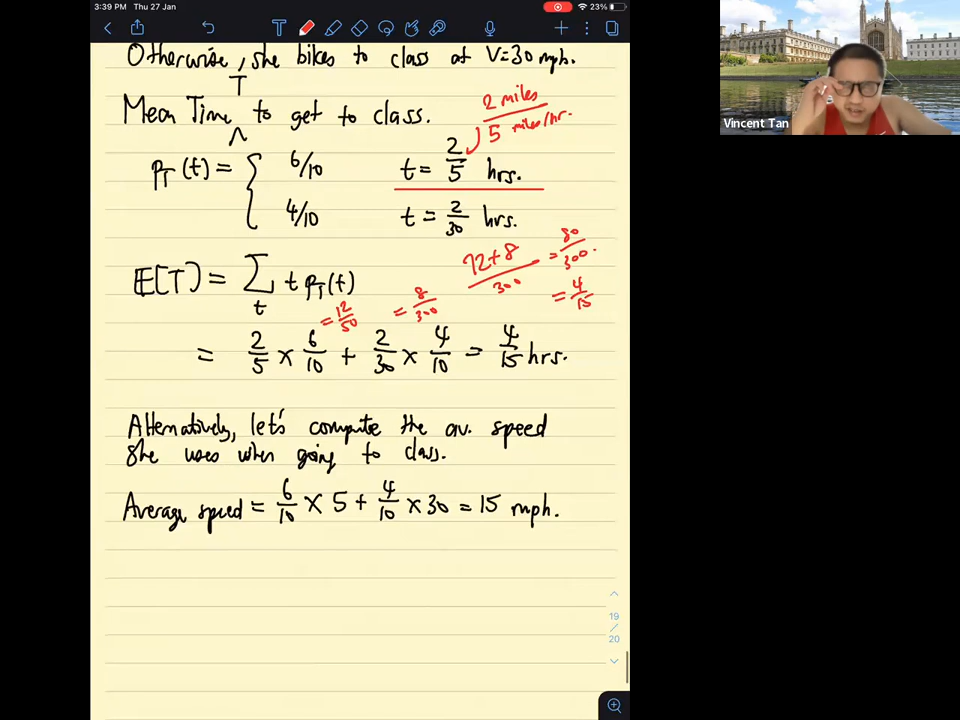 3:39 PM Thu 27 Jan
23%
Otherwise, she bikes to class at V=30 mph.
T
Mean Time ^ to get to class.
2 miles
5 miles/hr.
p_T(t) = { 6/10 t = 2/5 hrs.
4/10 t = 2/30 hrs.
12+8/300 = 80/300 = 4/15
E[T] = Σ_t t p_T(t)
= 12/50 = 8/300
= 2/5 × 6/10 + 2/30 × 4/10 = 4/15 hrs.
Alternatively, let's compute the av. speed
she uses when going to class.
Average speed = 6/10 × 5 + 4/10 × 30 = 15 mph.
19
/
20
Vincent Tan